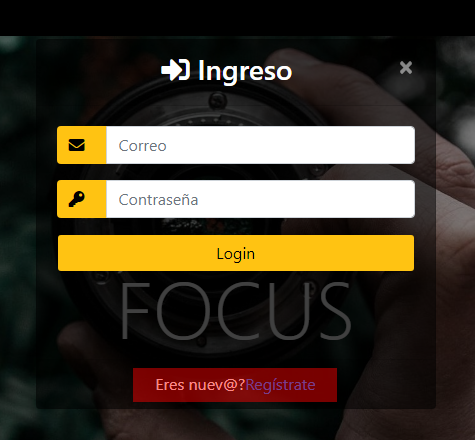 Ingreso
×
Correo
Contraseña
Login
FOCUS
Eres nuev@?Regístrate